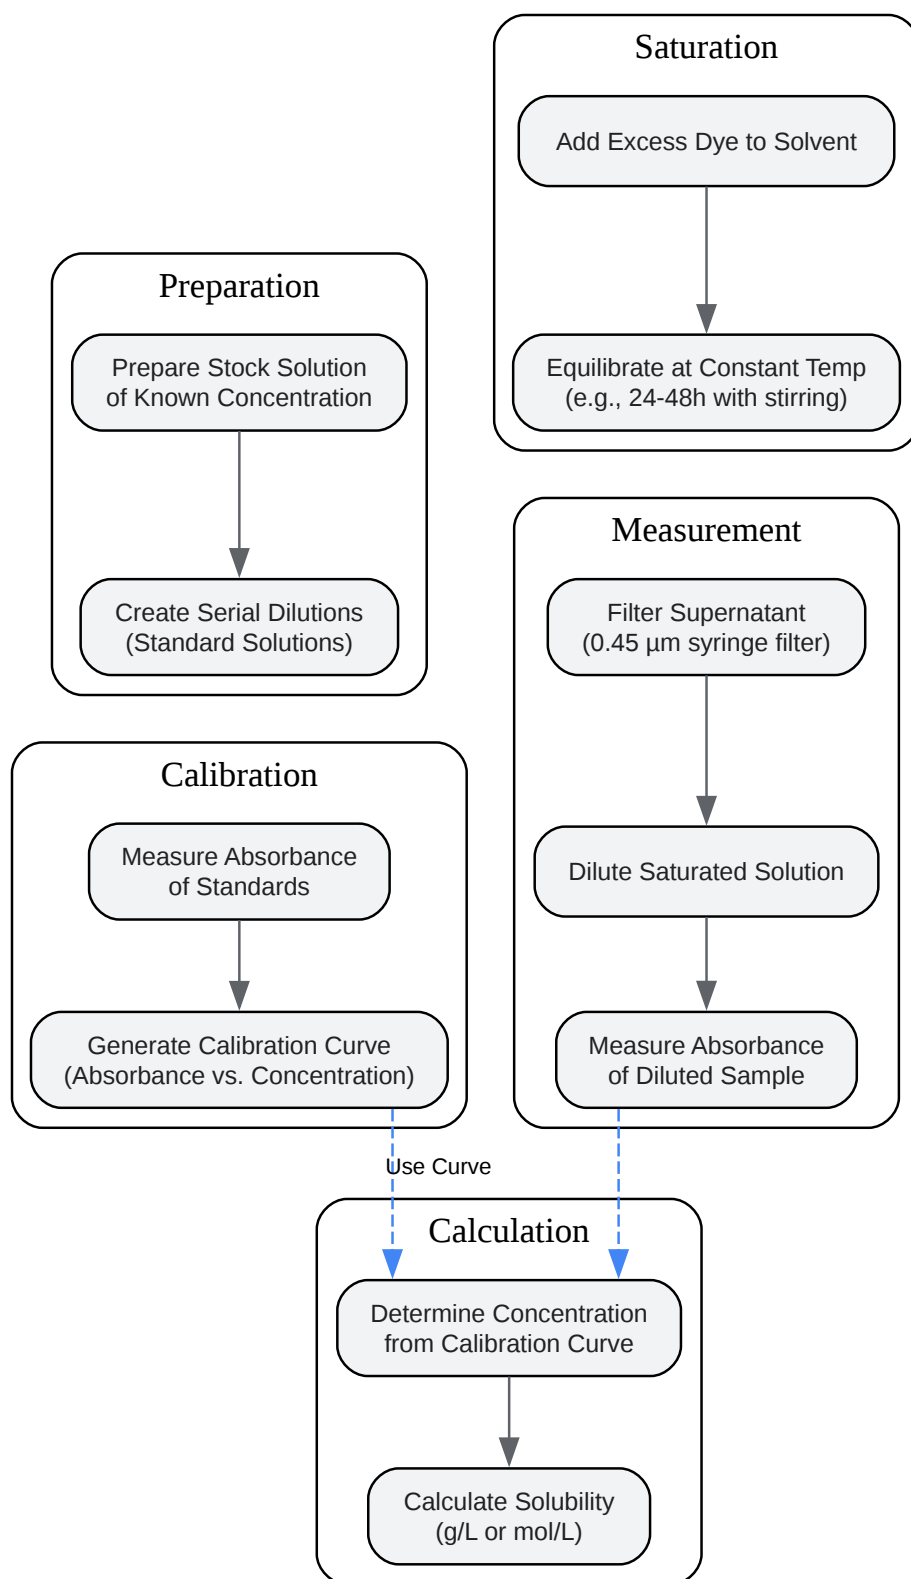 Saturation
Add Excess Dye to Solvent
Equilibrate at Constant Temp
(e.g., 24-48h with stirring)
Preparation
Prepare Stock Solution
of Known Concentration
Create Serial Dilutions
(Standard Solutions)
Measurement
Filter Supernatant
(0.45 µm syringe filter)
Dilute Saturated Solution
Measure Absorbance
of Diluted Sample
Calibration
Measure Absorbance
of Standards
Generate Calibration Curve
(Absorbance vs. Concentration)
Use Curve
Calculation
Determine Concentration
from Calibration Curve
Calculate Solubility
(g/L or mol/L)